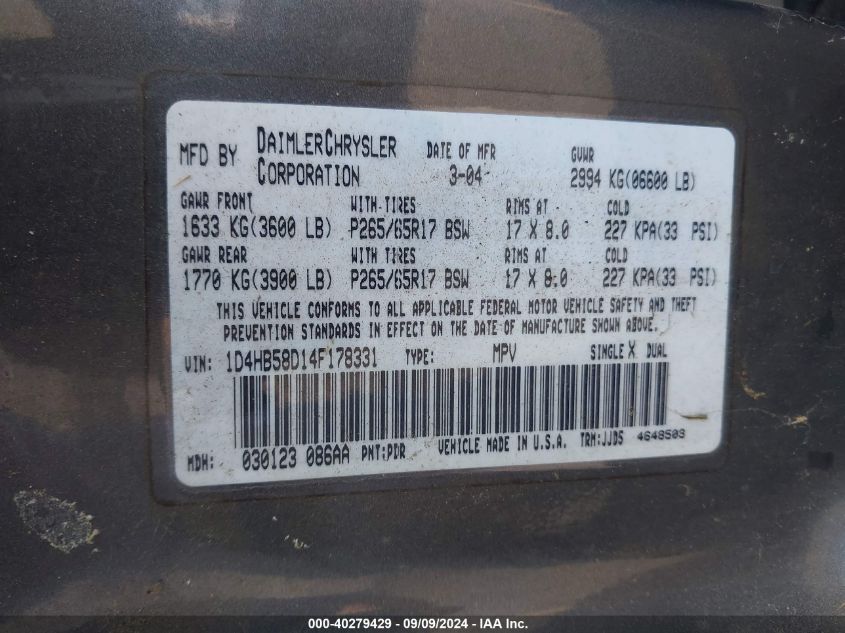 MFD BY DAIMLERCHRYSLER CORPORATION DATE OF MFR 3-04 GVWR 2994 KG(06600 LB)
GAWR FRONT WITH TIRES RIMS AT COLD
1633 KG(3600 LB) P265/65R17 BSW 17 X 8.0 227 KPA(33 PSI)
GAWR REAR WITH TIRES RIMS AT COLD
1770 KG(3900 LB) P265/65R17 BSW 17 X 8.0 227 KPA(33 PSI)
THIS VEHICLE CONFORMS TO ALL APPLICABLE FEDERAL MOTOR VEHICLE SAFETY AND THEFT
PREVENTION STANDARDS IN EFFECT ON THE DATE OF MANUFACTURE SHOWN ABOVE.
VIN: 1D4HB58D14F178331 TYPE: MPV SINGLE X DUAL
MDH: 030123 086AA PNT:PDR VEHICLE MADE IN U.S.A. TRM:JJD5 4648503
000-40279429 - 09/09/2024 - IAA Inc.